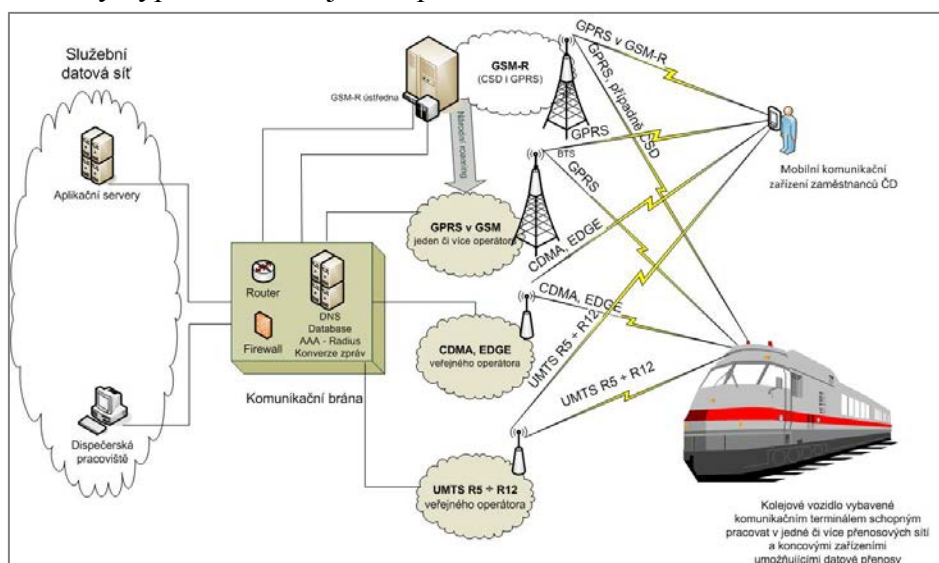 Služební
datová síť
Aplikační servery
Dispečerská
pracoviště
Router
Firewall
DNS
Database
AAA - Radius
Konverze zpráv
Komunikační brána
GSM-R ústředna
Národní roaming
GSM-R
(CSD i GPRS)
GPRS v GSM
jeden či více operátorů
CDMA, EDGE
veřejného operátora
UMTS R5 ÷ R12
veřejného operátora
BTS
GPRS v GSM-R
GPRS, případně CSD
GPRS
GPRS
CDMA, EDGE
CDMA, EDGE
UMTS R5 ÷ R12
UMTS R5 ÷ R12
Mobilní komunikační
zařízení zaměstnanců ČD
Kolejové vozidlo vybavené
komunikačním terminálem schopným
pracovat v jedné či více přenosových sítí
a koncovými zařízeními
umožňujícími datové přenosy